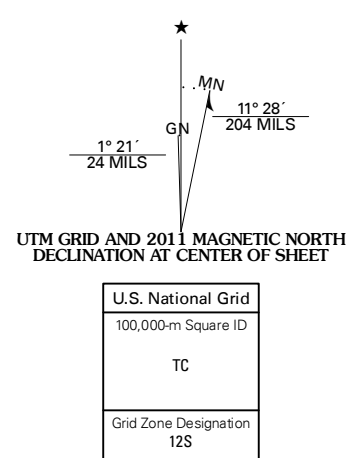 MN
GN
11° 28´
204 MILS
1° 21´
24 MILS
UTM GRID AND 2011 MAGNETIC NORTH
DECLINATION AT CENTER OF SHEET
U.S. National Grid
100,000-m Square ID
TC
Grid Zone Designation
12S